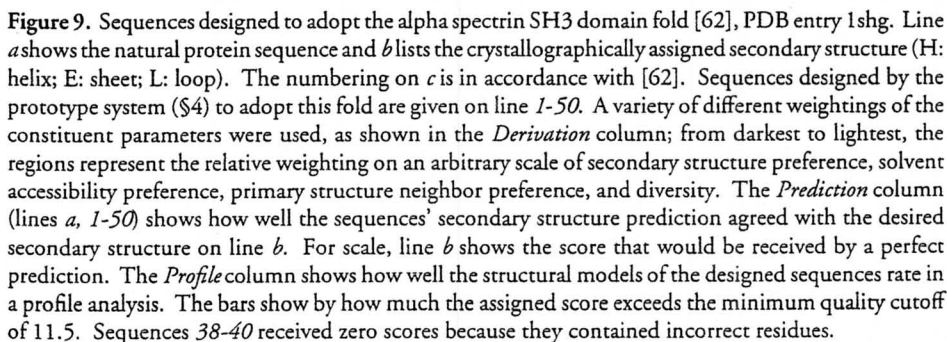 Figure 9. Sequences designed to adopt the alpha spectrin SH3 domain fold [62], PDB entry 1shg. Line
a shows the natural protein sequence and b lists the crystallographically assigned secondary structure (H:
helix; E: sheet; L: loop). The numbering on c is in accordance with [62]. Sequences designed by the
prototype system (§4) to adopt this fold are given on line 1-50. A variety of different weightings of the
constituent parameters were used, as shown in the Derivation column; from darkest to lightest, the
regions represent the relative weighting on an arbitrary scale of secondary structure preference, solvent
accessibility preference, primary structure neighbor preference, and diversity. The Prediction column
(lines a, 1-50) shows how well the sequences' secondary structure prediction agreed with the desired
secondary structure on line b. For scale, line b shows the score that would be received by a perfect
prediction. The Profile column shows how well the structural models of the designed sequences rate in
a profile analysis. The bars show by how much the assigned score exceeds the minimum quality cutoff
of 11.5. Sequences 38-40 received zero scores because they contained incorrect residues.